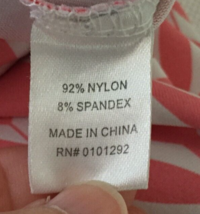 92% NYLON
8% SPANDEX
MADE IN CHINA
RN# 0101292